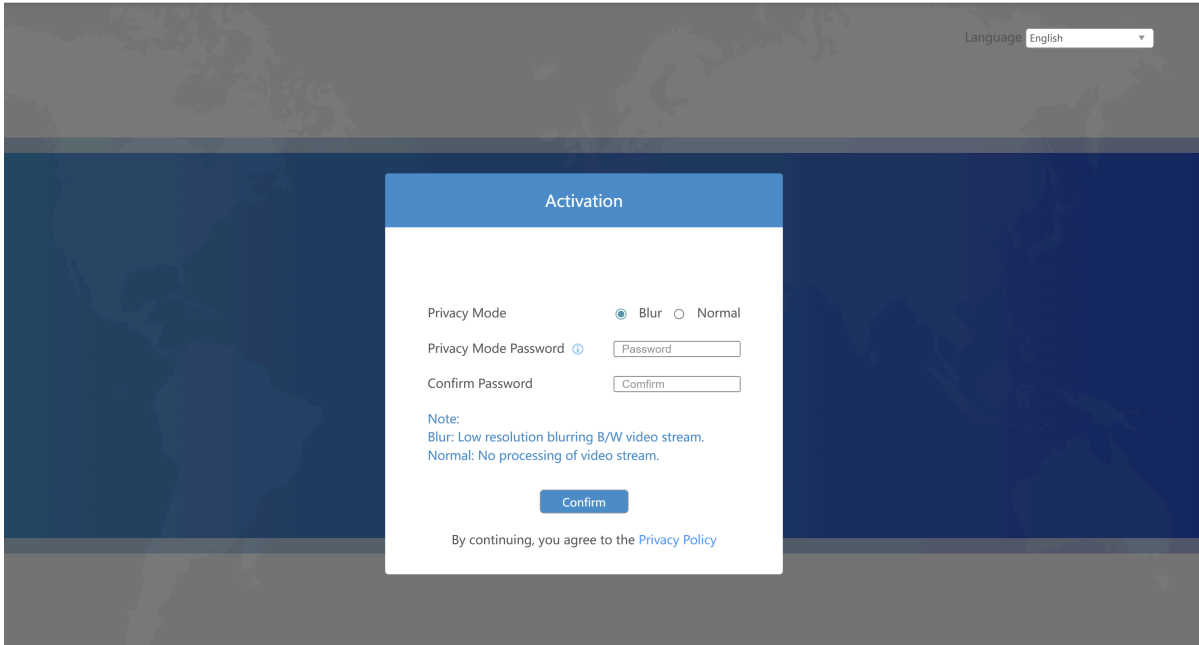 Language English
Activation
Privacy Mode Blur Normal
Privacy Mode Password Password
Confirm Password Comfirm
Note:
Blur: Low resolution blurring B/W video stream.
Normal: No processing of video stream.
Confirm
By continuing, you agree to the Privacy Policy